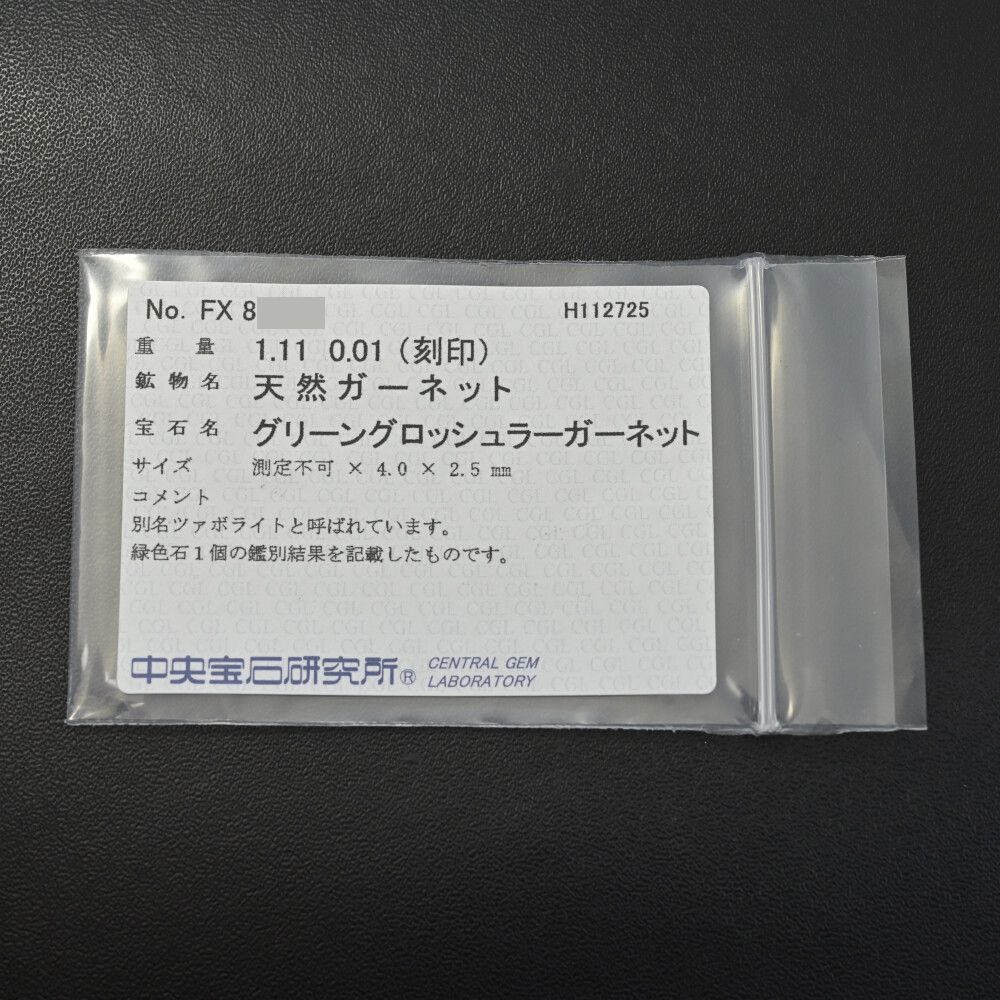 No. FX 8
H112725
重 量 1.11 0.01 (刻印)
鉱物名 天然ガーネット
宝石名 グリーングロッシュラーガーネット
サイズ 測定不可 × 4.0 × 2.5 mm
コメント
別名ツァボライトと呼ばれています。
緑色石1個の鑑別結果を記載したものです。
中央宝石研究所® CENTRAL GEM
LABORATORY